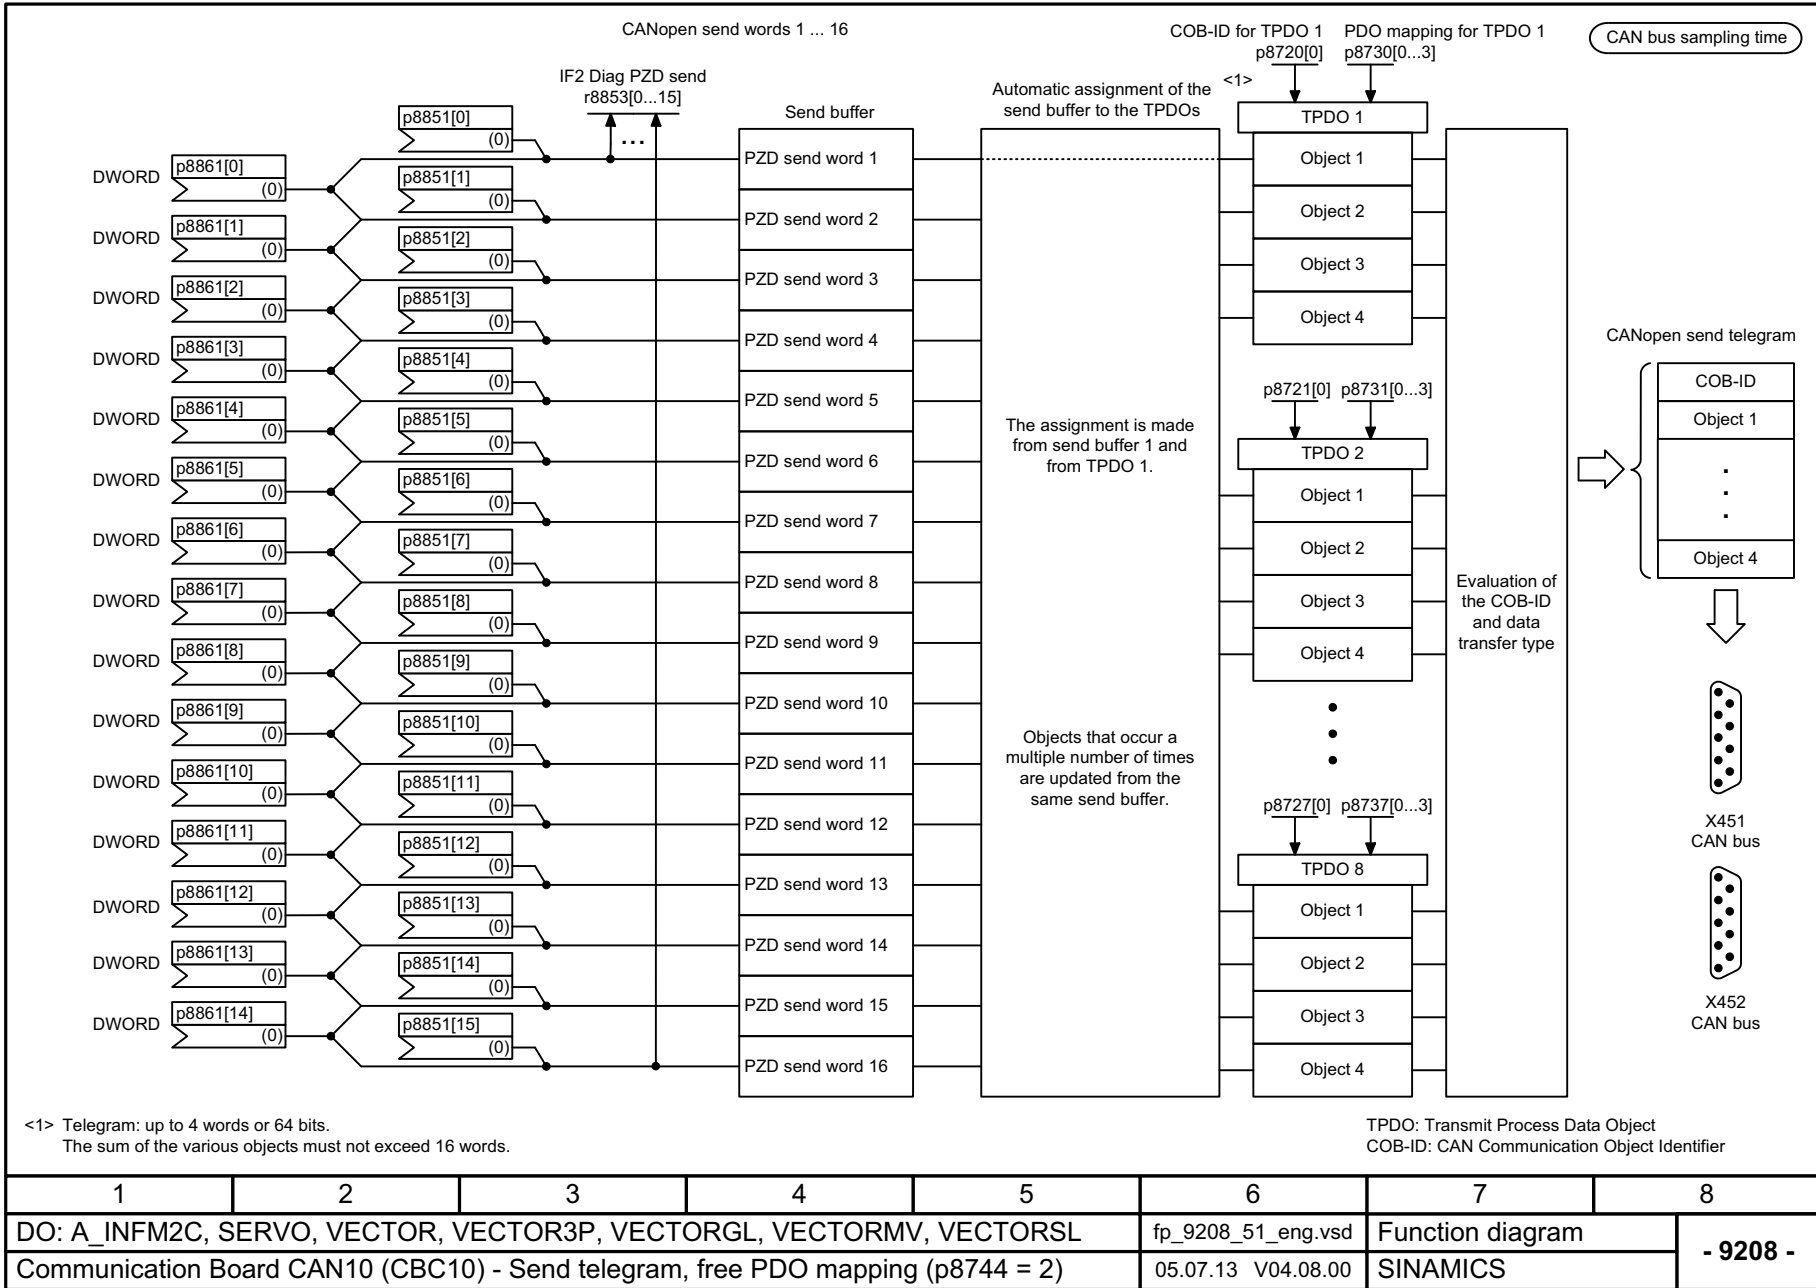 CANopen send words 1 ... 16
COB-ID for TPDO 1
p8720[0]
PDO mapping for TPDO 1
p8730[0...3]
CAN bus sampling time
IF2 Diag PZD send
r8853[0...15]
...
<1>
Automatic assignment of the
send buffer to the TPDOs
Send buffer
DWORD p8861[0] (0)
DWORD p8861[1] (0)
DWORD p8861[2] (0)
DWORD p8861[3] (0)
DWORD p8861[4] (0)
DWORD p8861[5] (0)
DWORD p8861[6] (0)
DWORD p8861[7] (0)
DWORD p8861[8] (0)
DWORD p8861[9] (0)
DWORD p8861[10] (0)
DWORD p8861[11] (0)
DWORD p8861[12] (0)
DWORD p8861[13] (0)
DWORD p8861[14] (0)
p8851[0] (0)
p8851[1] (0)
p8851[2] (0)
p8851[3] (0)
p8851[4] (0)
p8851[5] (0)
p8851[6] (0)
p8851[7] (0)
p8851[8] (0)
p8851[9] (0)
p8851[10] (0)
p8851[11] (0)
p8851[12] (0)
p8851[13] (0)
p8851[14] (0)
p8851[15] (0)
PZD send word 1
PZD send word 2
PZD send word 3
PZD send word 4
PZD send word 5
PZD send word 6
PZD send word 7
PZD send word 8
PZD send word 9
PZD send word 10
PZD send word 11
PZD send word 12
PZD send word 13
PZD send word 14
PZD send word 15
PZD send word 16
The assignment is made
from send buffer 1 and
from TPDO 1.
Objects that occur a
multiple number of times
are updated from the
same send buffer.
TPDO 1
Object 1
Object 2
Object 3
Object 4
p8721[0] p8731[0...3]
TPDO 2
Object 1
Object 2
Object 3
Object 4
p8727[0] p8737[0...3]
TPDO 8
Object 1
Object 2
Object 3
Object 4
Evaluation of
the COB-ID
and data
transfer type
CANopen send telegram
COB-ID
Object 1
.
.
.
Object 4
X451
CAN bus
X452
CAN bus
<1> Telegram: up to 4 words or 64 bits.
The sum of the various objects must not exceed 16 words.
TPDO: Transmit Process Data Object
COB-ID: CAN Communication Object Identifier
1 2 3 4 5 6 7 8
DO: A_INFM2C, SERVO, VECTOR, VECTOR3P, VECTORGL, VECTORMV, VECTORSL
fp_9208_51_eng.vsd
Function diagram
- 9208 -
Communication Board CAN10 (CBC10) - Send telegram, free PDO mapping (p8744 = 2)
05.07.13 V04.08.00
SINAMICS